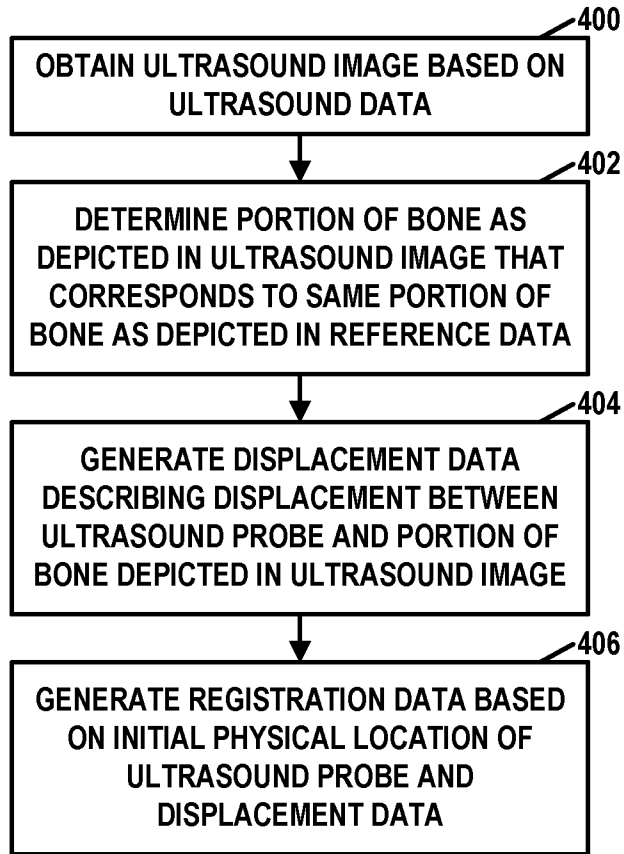 400
OBTAIN ULTRASOUND IMAGE BASED ON
ULTRASOUND DATA
402
DETERMINE PORTION OF BONE AS
DEPICTED IN ULTRASOUND IMAGE THAT
CORRESPONDS TO SAME PORTION OF
BONE AS DEPICTED IN REFERENCE DATA
404
GENERATE DISPLACEMENT DATA
DESCRIBING DISPLACEMENT BETWEEN
ULTRASOUND PROBE AND PORTION OF
BONE DEPICTED IN ULTRASOUND IMAGE
406
GENERATE REGISTRATION DATA BASED
ON INITIAL PHYSICAL LOCATION OF
ULTRASOUND PROBE AND
DISPLACEMENT DATA